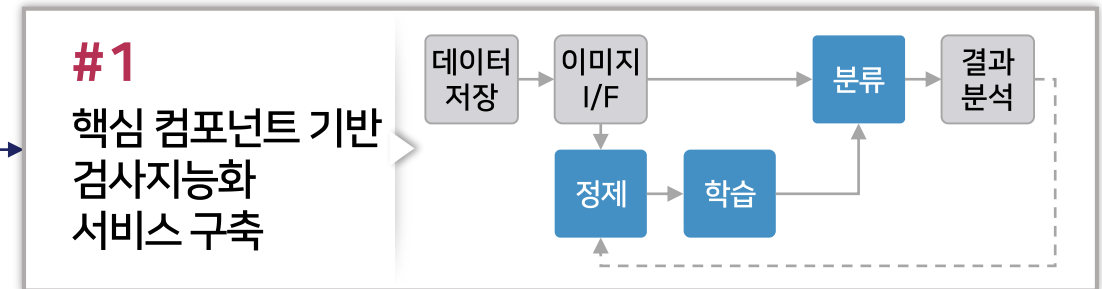 #1
핵심 컴포넌트 기반
검사지능화
서비스 구축
데이터
저장
이미지
I/F
분류
결과
분석
정제
학습